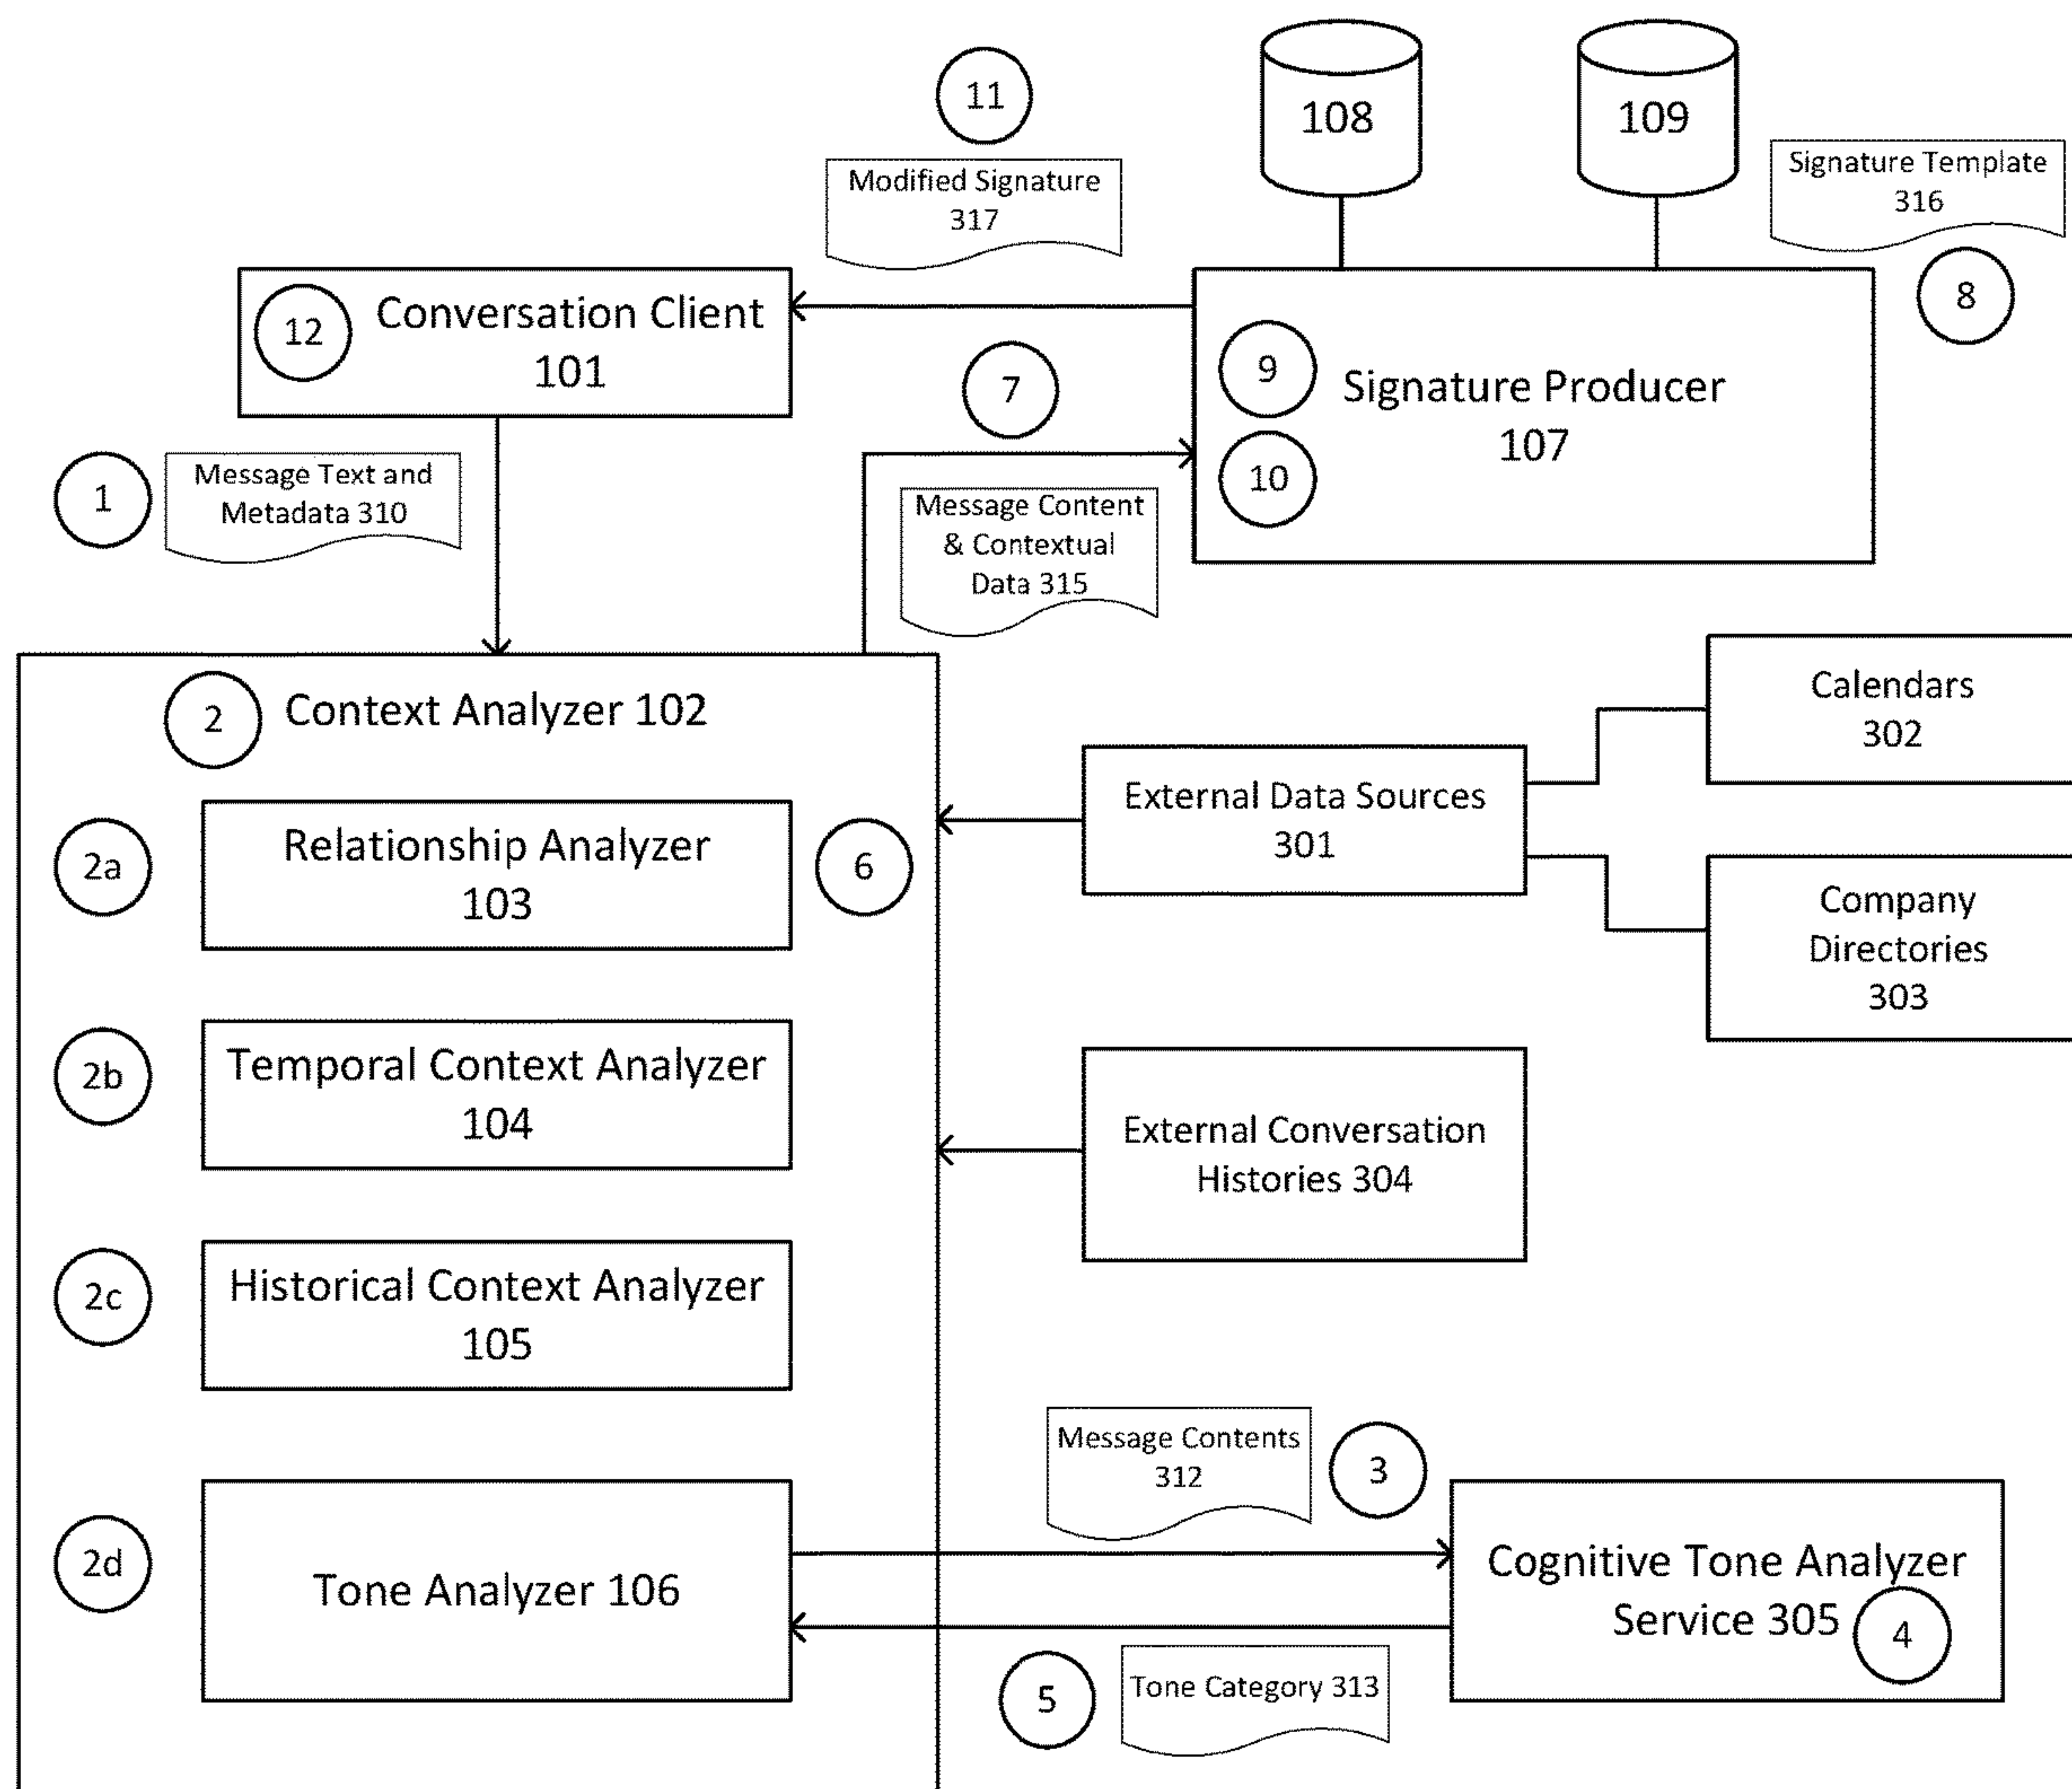 11
108
109
Modified Signature
317
Signature Template
316
8
12
Conversation Client
101
7
9
10
Signature Producer
107
1
Message Text and
Metadata 310
Message Content
& Contextual
Data 315
2
Context Analyzer 102
Calendars
302
2a
Relationship Analyzer
103
6
External Data Sources
301
Company
Directories
303
2b
Temporal Context Analyzer
104
External Conversation
Histories 304
2c
Historical Context Analyzer
105
Message Contents
312
3
2d
Tone Analyzer 106
Cognitive Tone Analyzer
Service 305
4
5
Tone Category 313